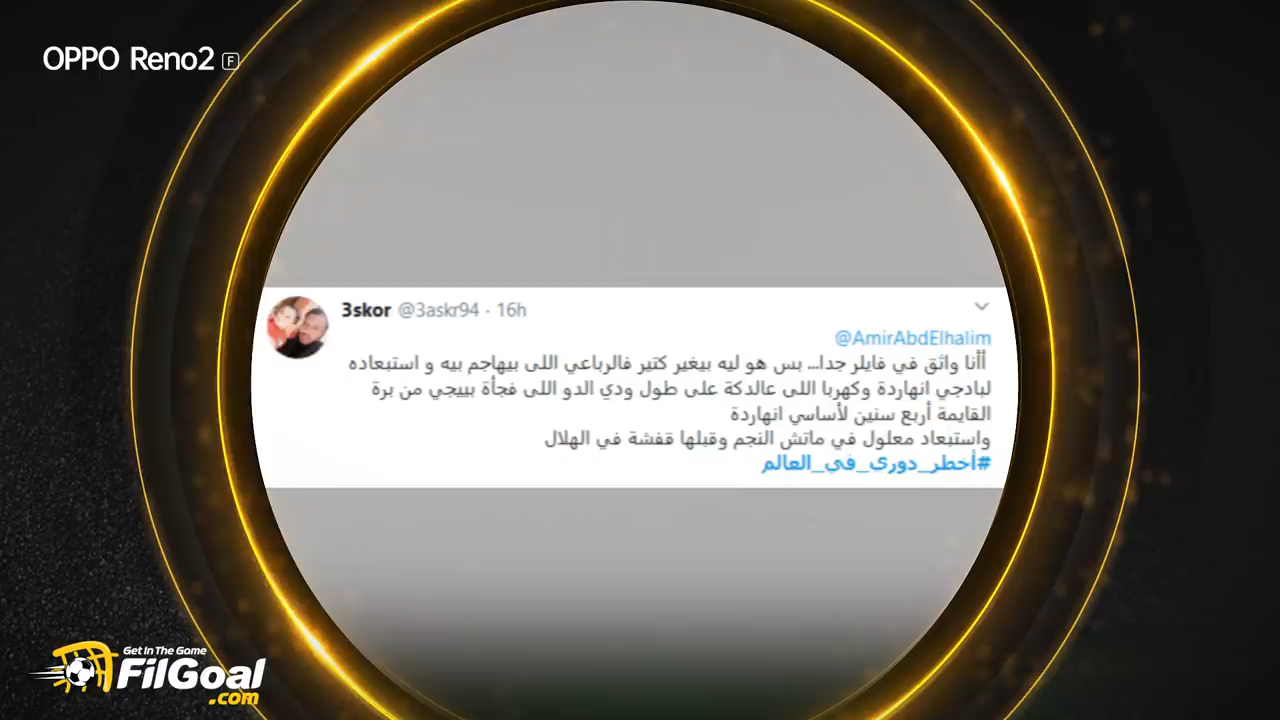 OPPO Reno2 F
3skor @3askr94 · 16h
@AmirAbdElhalim
أأنا واثق في فايلر جدا... بس هو ليه بيغير كتير فالرباعي اللى بيهاجم بيه و استبعاده
لبادجي انهاردة وكهربا اللى عالدكة على طول ودي الدو اللى فجأة بييجي من برة
القايمة أربع سنين لأساسي انهاردة
واستبعاد معلول في ماتش النجم وقبلها قفشة في الهلال
#أخطر_دورى_فى_العالم
Get In The Game
FilGoal
.com